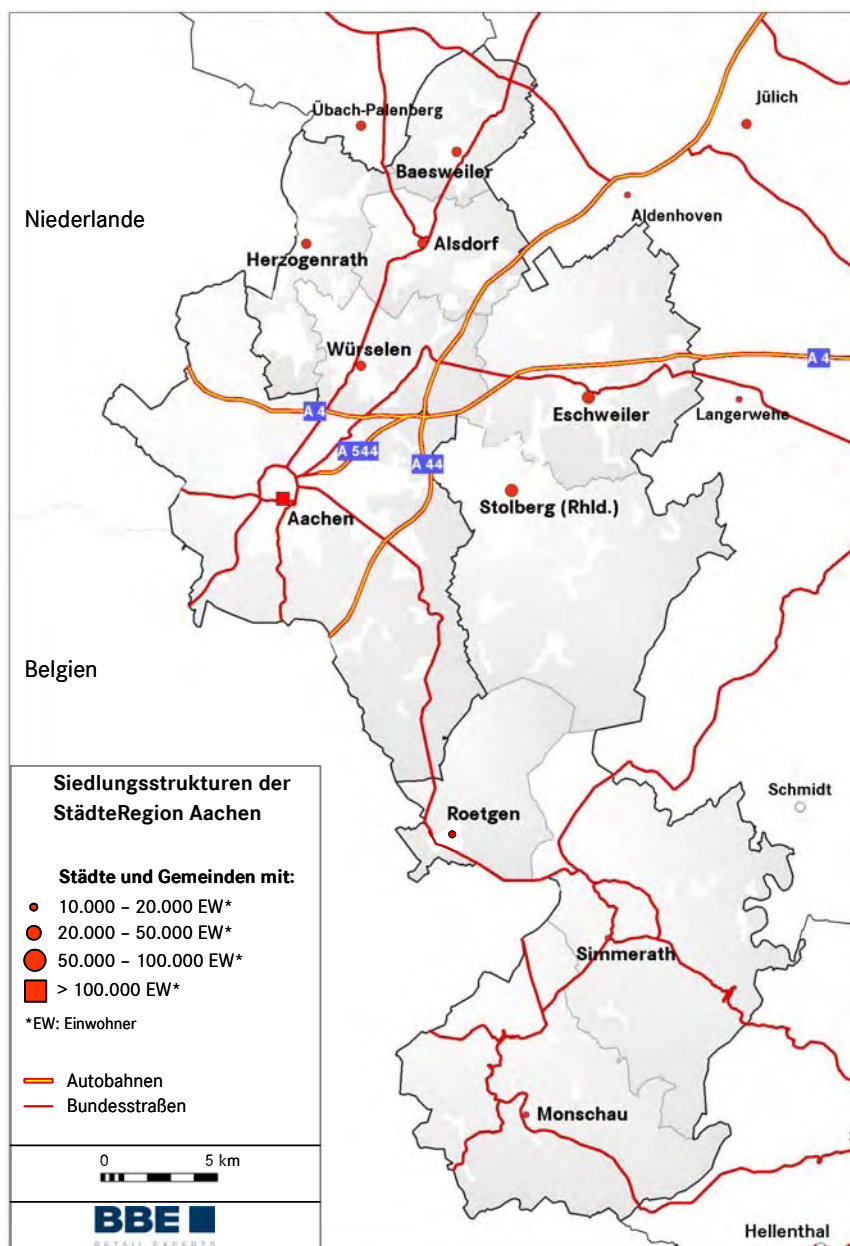 Übach-Palenberg
Jülich
Baesweiler
Aldenhoven
Niederlande
Herzogenrath
Alsdorf
Würselen
A 4
A 4
Eschweiler
Langerwehe
A 544
A 44
Stolberg (Rhld.)
Aachen
Belgien
Siedlungsstrukturen der
StädteRegion Aachen
Schmidt
Roetgen
Städte und Gemeinden mit:
10.000 – 20.000 EW*
20.000 – 50.000 EW*
50.000 – 100.000 EW*
> 100.000 EW*
*EW: Einwohner
Simmerath
Autobahnen
Bundesstraßen
Monschau
0 5 km
BBE
RETAIL EXPERTS
Hellenthal